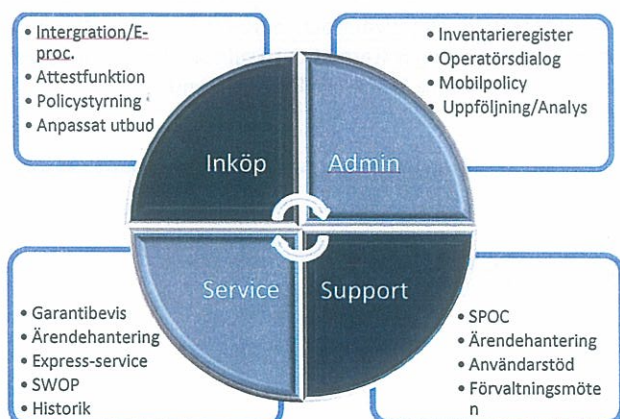 Intergration/E-
proc.
Attestfunktion
Policystyrning
Anpassat utbud
Inventarieregister
Operatörsdialog
Mobilpolicy
Uppföljning/Analys
Inköp
Admin
Service
Support
Garantibevis
Ärendehantering
Express-service
SWOP
Historik
SPOC
Ärendehantering
Användarstöd
Förvaltningsmöte
n